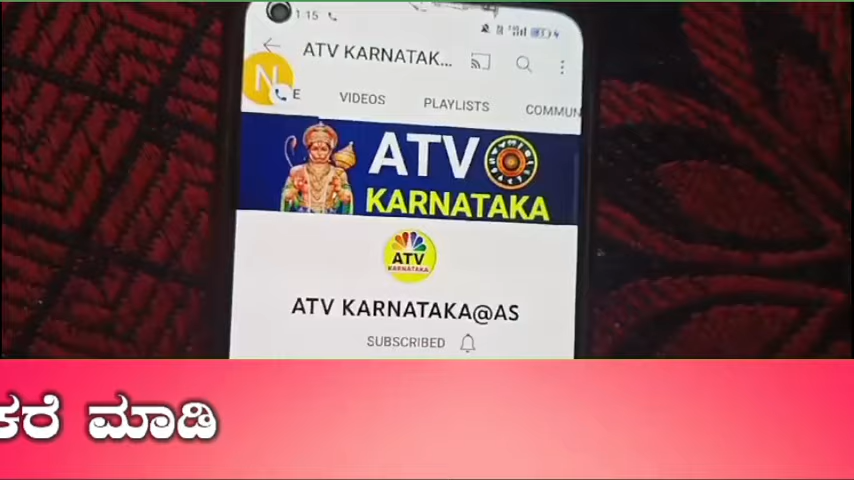 1:15
ATV KARNATAK...
N
E
VIDEOS
PLAYLISTS
COMMUN
ATV
KARNATAKA
ATV
KARNATAKA
ATV KARNATAKA@AS
SUBSCRIBED
ಕರೆ ಮಾಡಿ